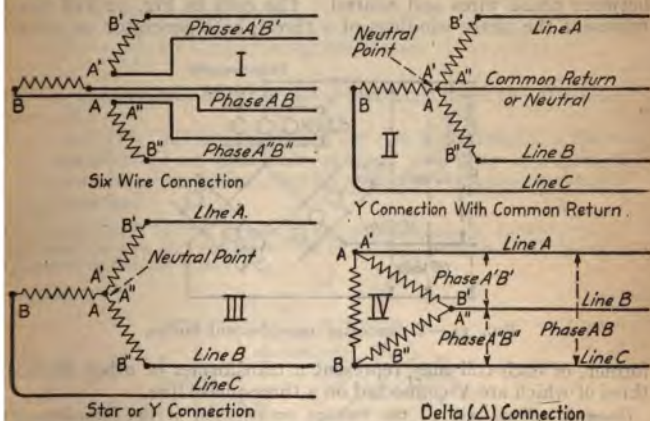 B'
Phase A'B'
A'
I
B
A
A"
Phase AB
B"
Phase A"B"
Six Wire Connection
Neutral
Point
B'
Line A
A'
A"
Common Return
or Neutral
B
A
II
B"
Line B
Line C
Y Connection With Common Return.
B'
Line A.
Neutral Point
A'
A"
B
A
III
B"
Line B
Line C
Star or Y Connection
A
A'
Line A
Phase A'B'
IV
B'
A"
Line B
Phase A"B"
Phase AB
B
B"
Line C
Delta (Δ) Connection